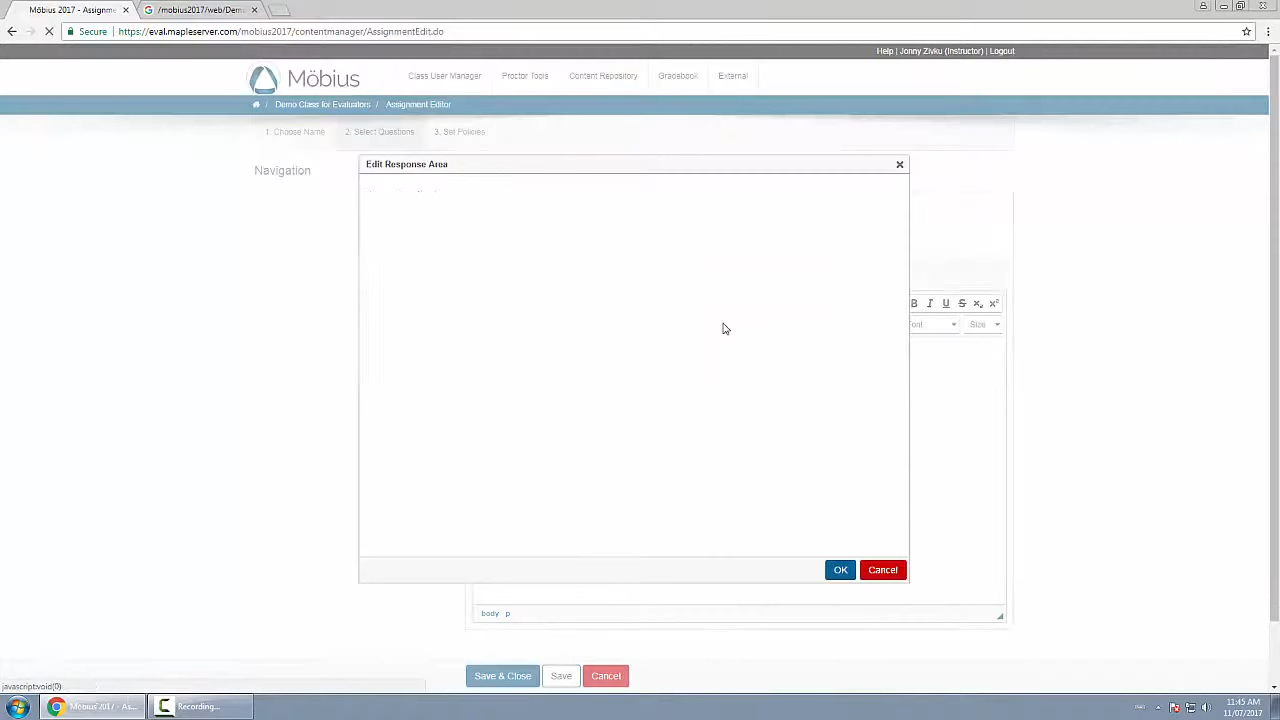 Möbius 2017 - Assignme
/mobius2017/web/Dem
Secure
https://eval.mapleserver.com/mobius2017/contentmanager/AssignmentEdit.do
Help | Jonny Zivku (Instructor) | Logout
Möbius
Class User Manager
Proctor Tools
Content Repository
Gradebook
External
/ Demo Class for Evaluators / Assignment Editor
1. Choose Name
2. Select Questions
3. Set Policies
Navigation
Edit Response Area
B I U S x₂ x²
Font
Size
OK
Cancel
body p
Save & Close
Save
Cancel
javascript:void(0)
Möbius 2017 - As...
Recording...
11:45 AM
11/07/2017